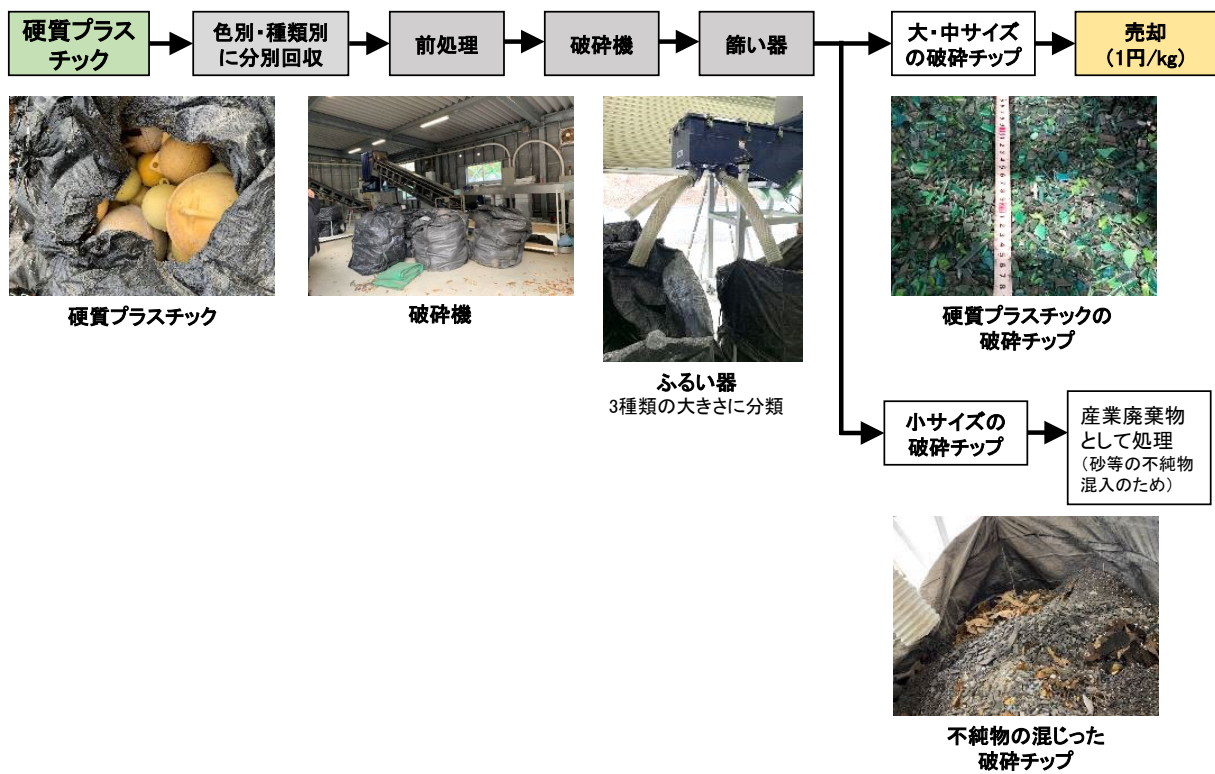 硬質プラス
チック
色別・種類別
に分別回収
前処理
破砕機
篩い器
大・中サイズ
の破砕チップ
売却
(1円/kg)
硬質プラスチック
破砕機
ふるい器
3種類の大きさに分類
硬質プラスチックの
破砕チップ
小サイズの
破砕チップ
産業廃棄物
として処理
(砂等の不純物
混入のため)
不純物の混じった
破砕チップ